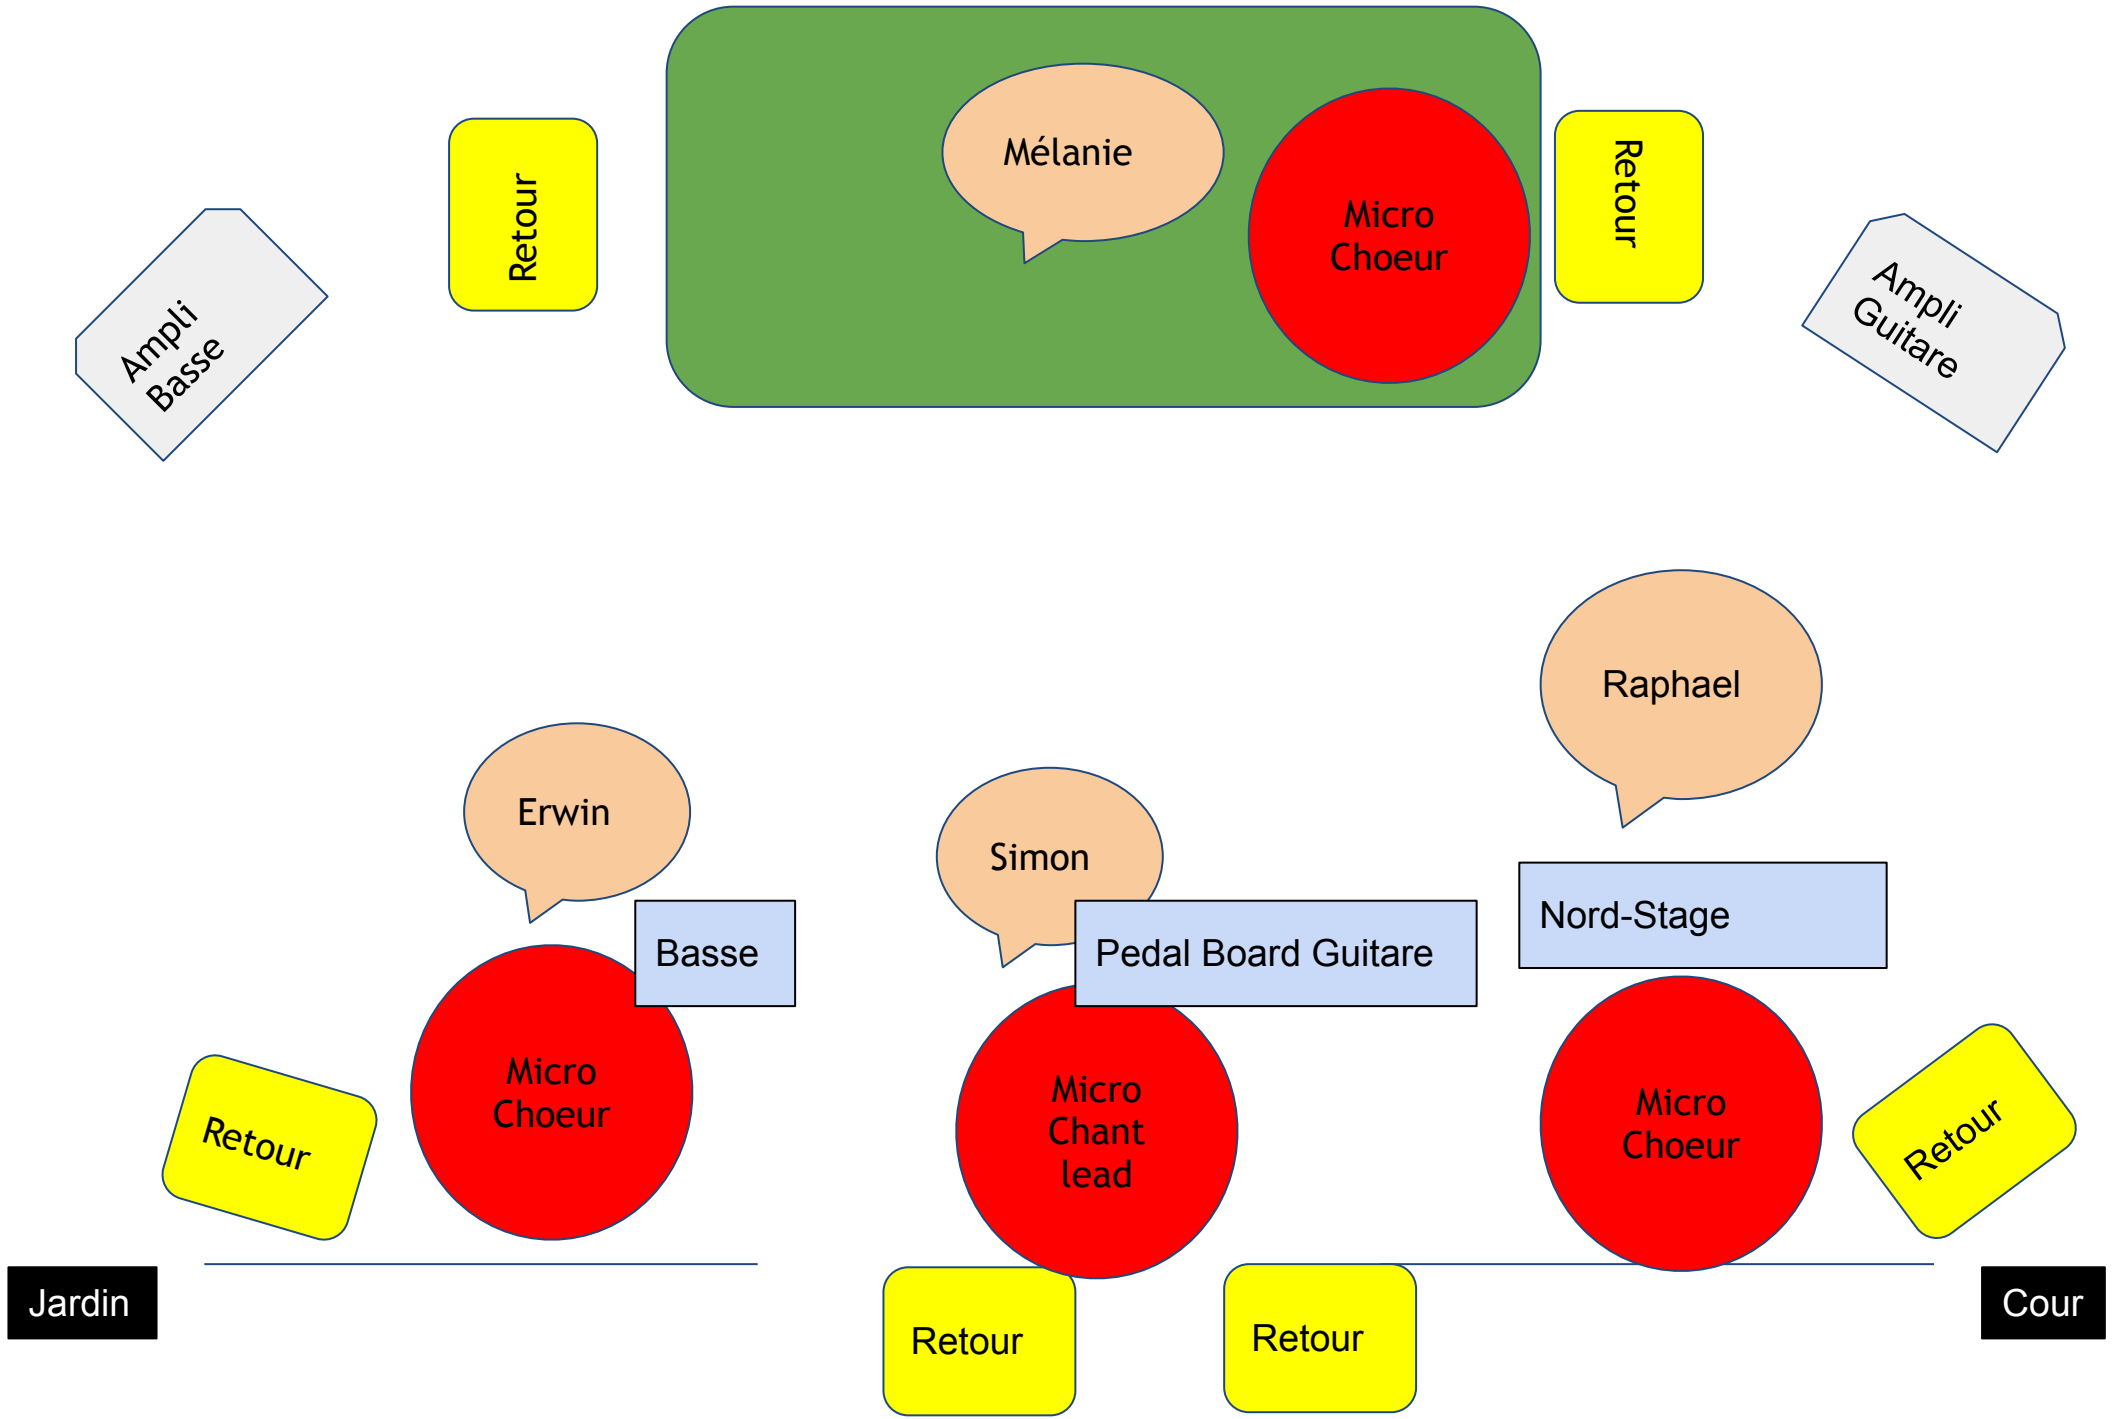 Mélanie
Retour
Retour
Micro
Choeur
Ampli
Basse
Ampli
Guitare
Raphael
Erwin
Simon
Nord-Stage
Basse
Pedal Board Guitare
Micro
Choeur
Micro
Chant
lead
Micro
Choeur
Retour
Retour
Jardin
Cour
Retour
Retour